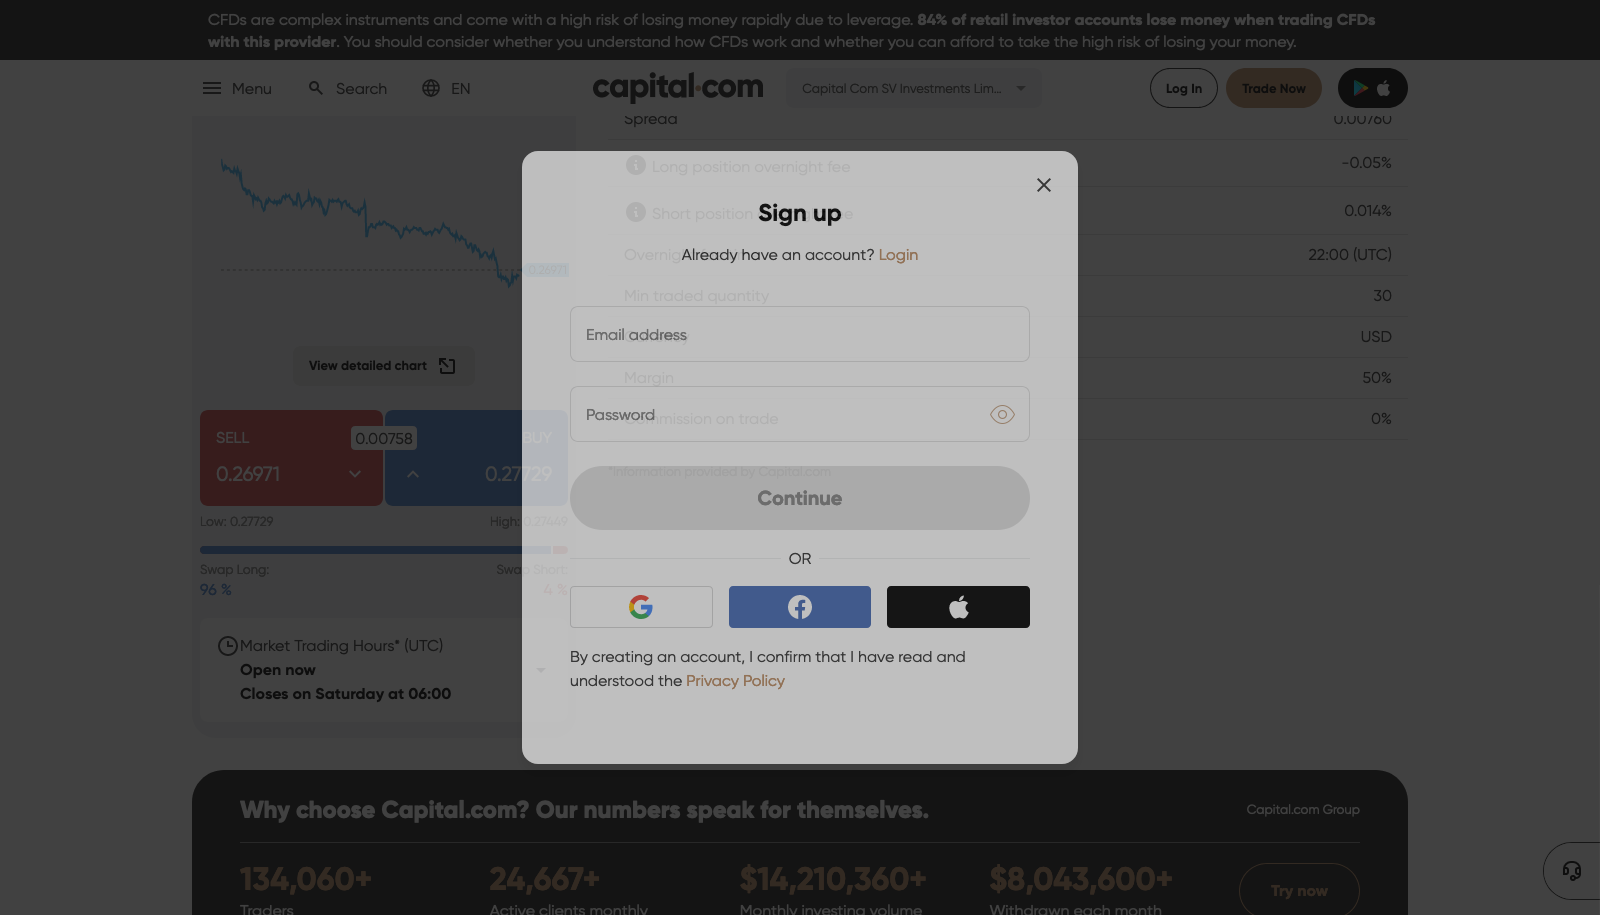 CFDs are complex instruments and come with a high risk of losing money rapidly due to leverage. 84% of retail investor accounts lose money when trading CFDs
with this provider. You should consider whether you understand how CFDs work and whether you can afford to take the high risk of losing your money.
Menu
Search
EN
capital.com
Capital Com SV Investments Lim...
Log In
Trade Now
Spread
0.00760
Long position overnight fee
-0.05%
Short position
0.014%
22:00 (UTC)
Min traded quantity
30
USD
Margin
50%
Commission on trade
0%
*Information provided by Capital.com
0.26971
View detailed chart
SELL
0.00758
BUY
0.26971
0.27729
Low: 0.27729
High: 0.27449
Swap Long:
Swap Short:
96 %
4 %
Market Trading Hours* (UTC)
Open now
Closes on Saturday at 06:00
Sign up
Already have an account? Login
Email address
Password
Continue
OR
By creating an account, I confirm that I have read and
understood the Privacy Policy
Why choose Capital.com? Our numbers speak for themselves.
Capital.com Group
134,060+
24,667+
$14,210,360+
$8,043,600+
Try now
Traders
Active clients monthly
Monthly investing volume
Withdrawn each month